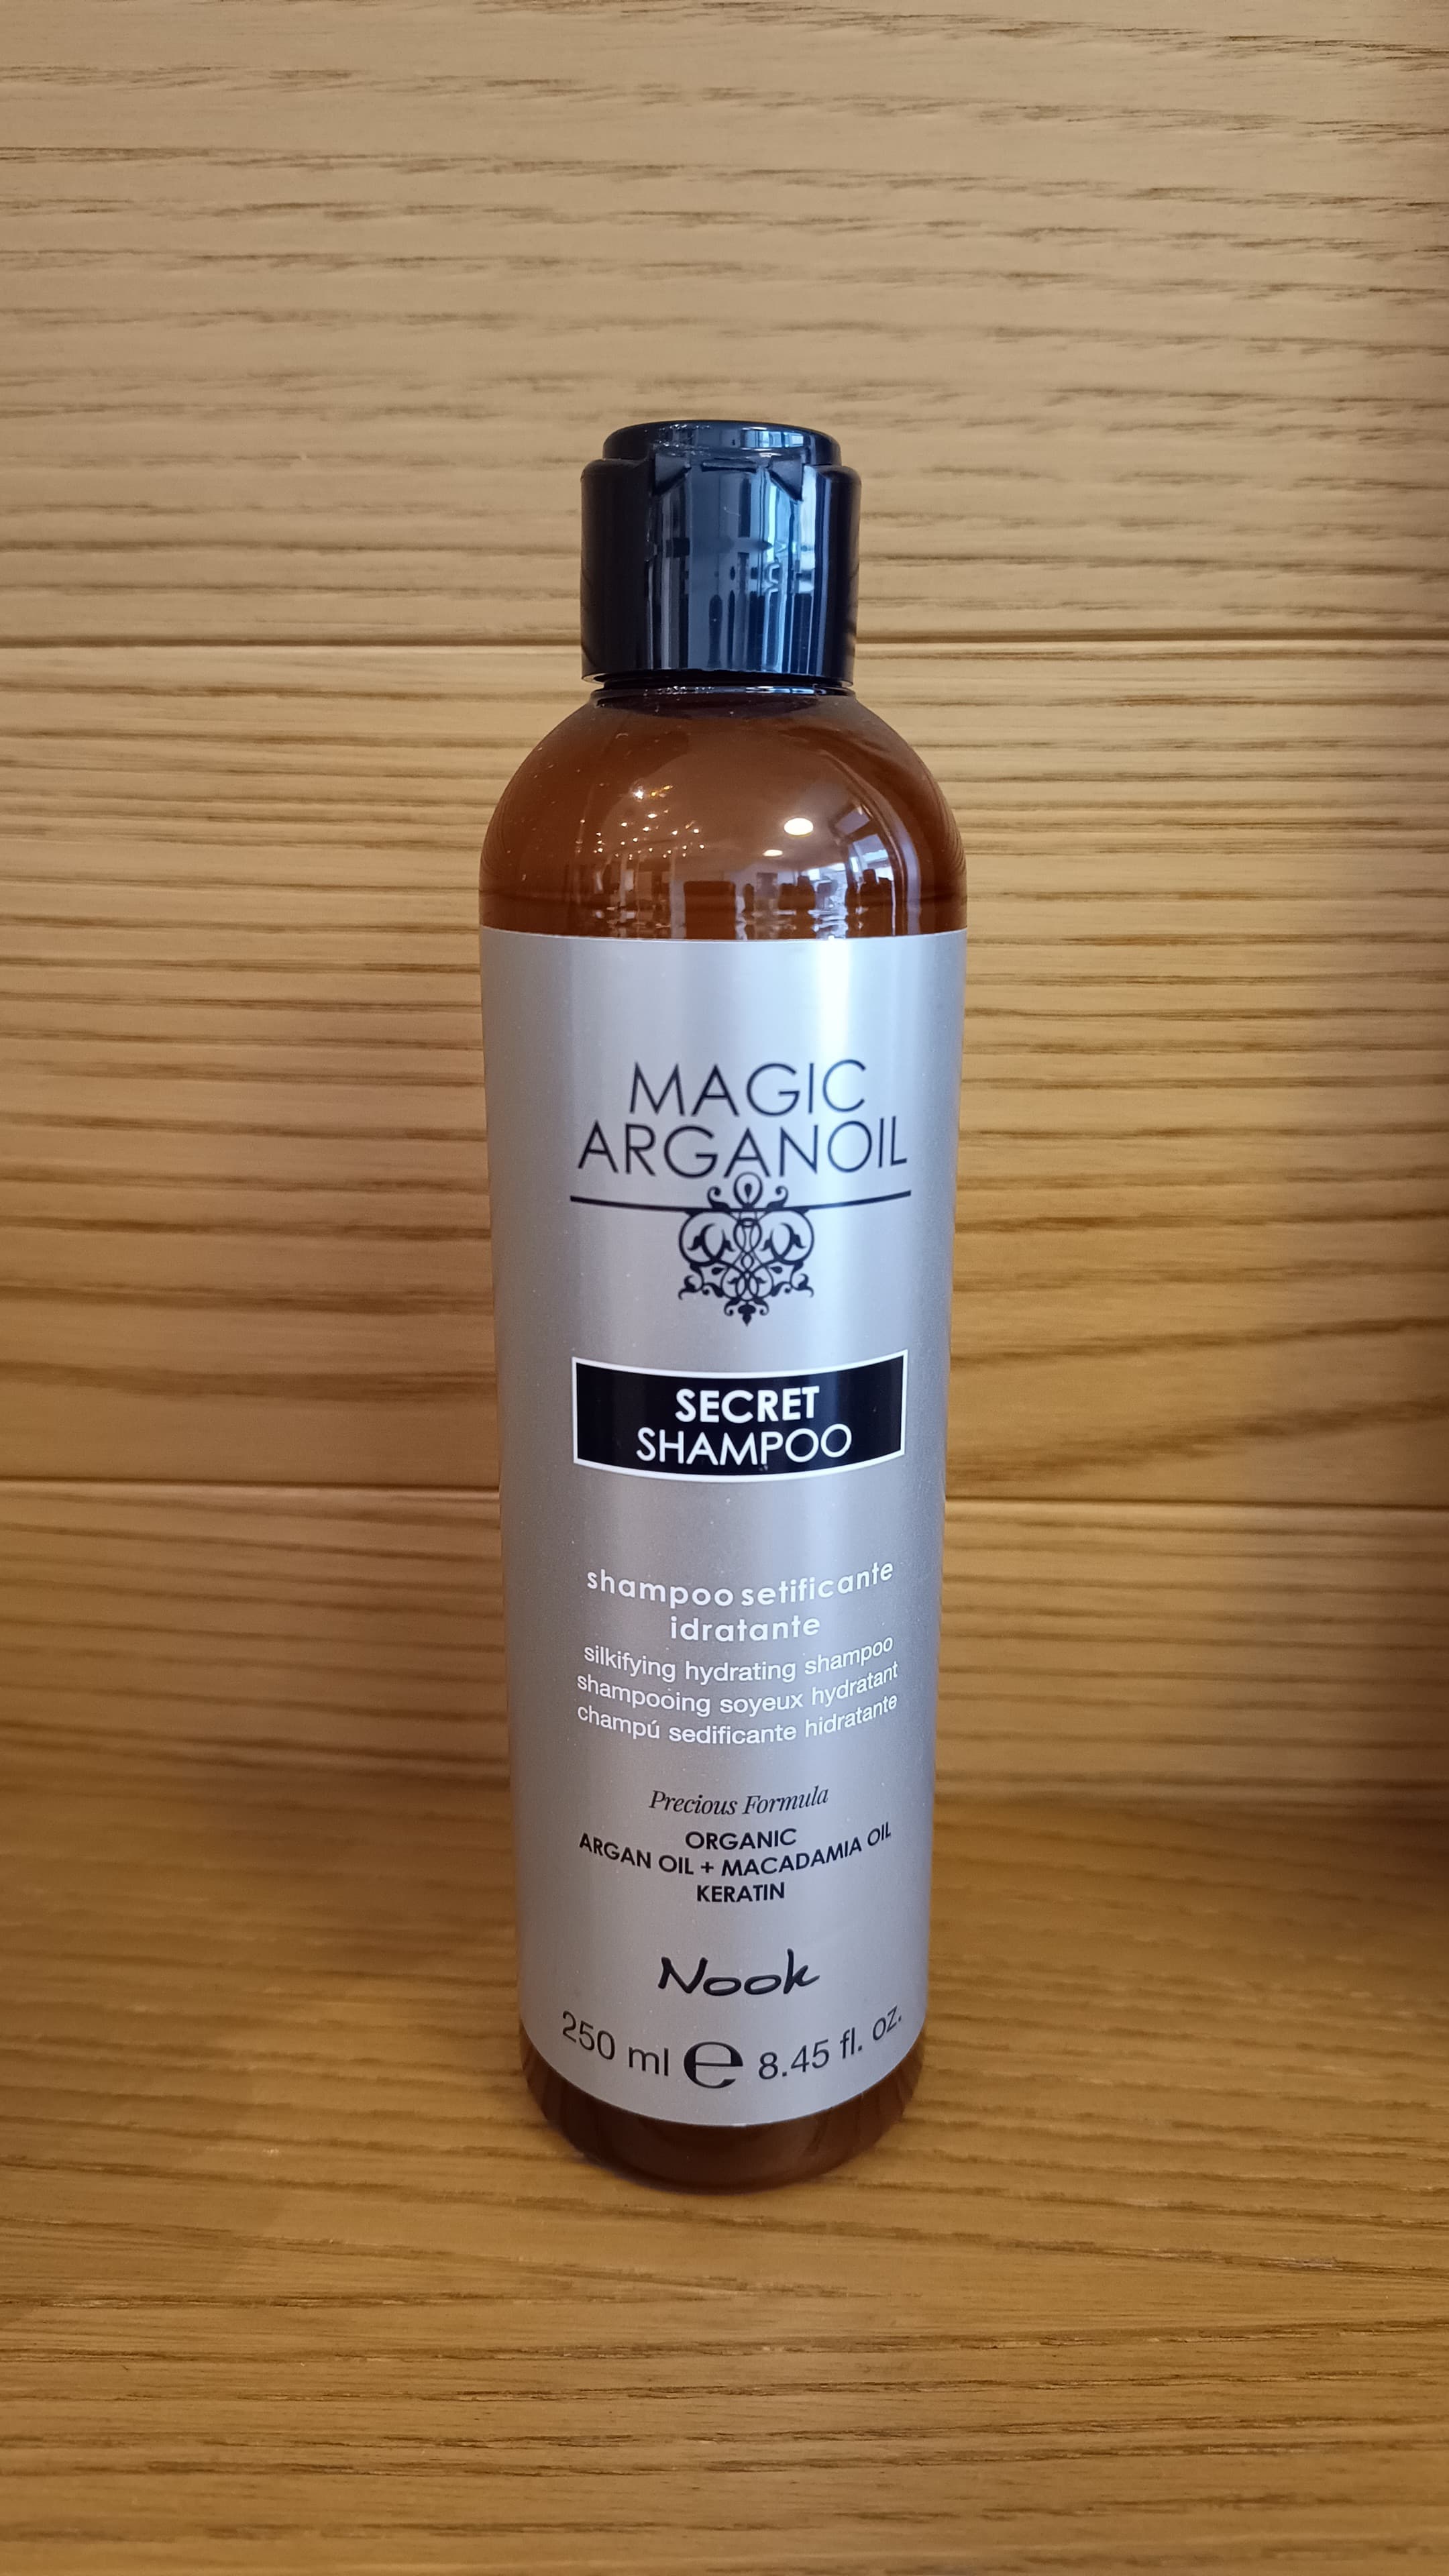 MAGIC
ARGANOIL
SECRET
SHAMPOO
shampoo setificante
idratante
silkifying hydrating shampoo
shampooing soyeux hydratant
champú sedificante hidratante
Precious Formula
ORGANIC
ARGAN OIL + MACADAMIA OIL
KERATIN
Nook
250 ml e 8.45 fl. oz.